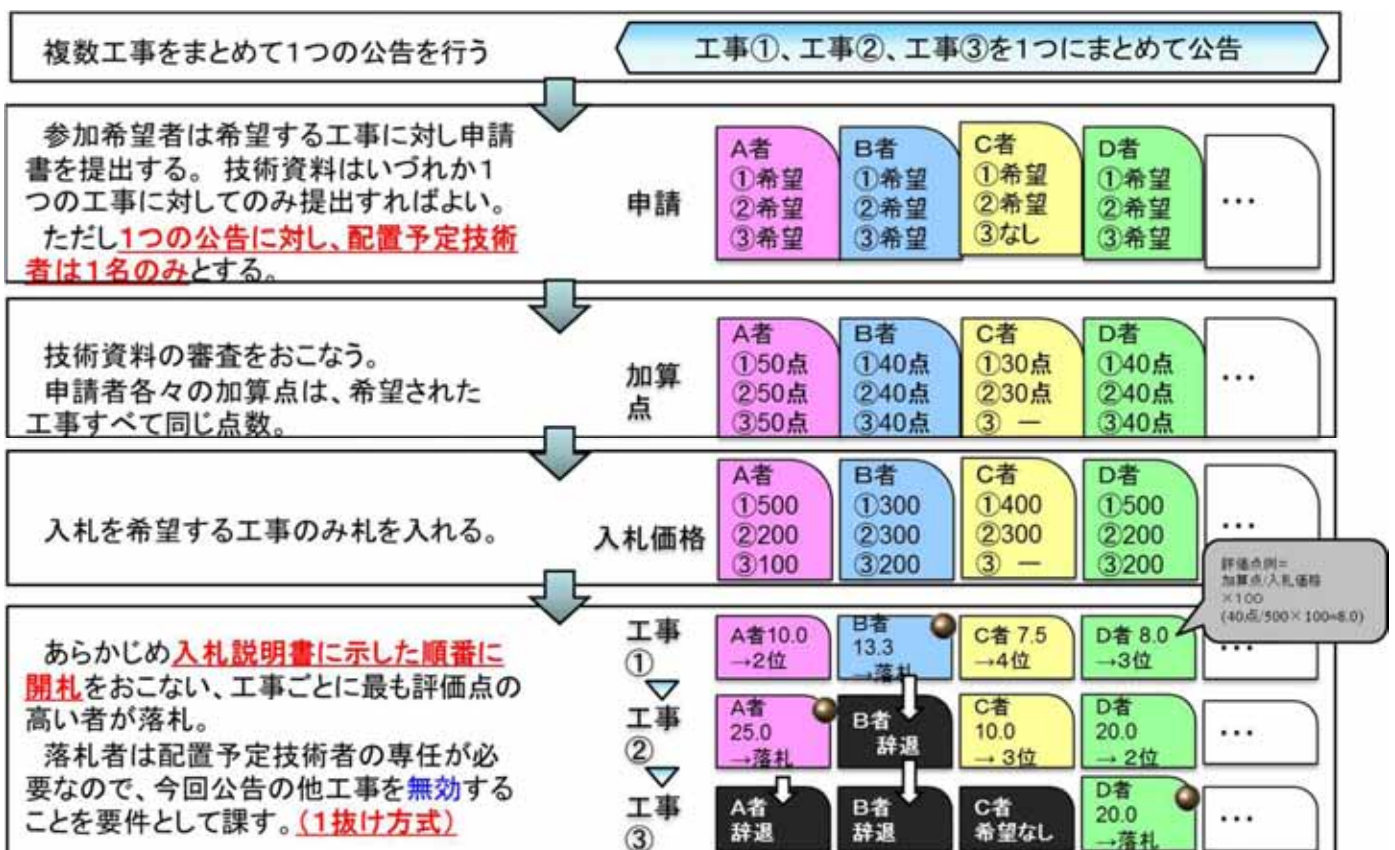 複数工事をまとめて1つの公告を行う
工事①、工事②、工事③を1つにまとめて公告
参加希望者は希望する工事に対し申請
書を提出する。 技術資料はいづれか1
つの工事に対してのみ提出すればよい。
ただし1つの公告に対し、配置予定技術
者は1名のみとする。
申請
A者
①希望
②希望
③希望
B者
①希望
②希望
③希望
C者
①希望
②希望
③なし
D者
①希望
②希望
③希望
…
技術資料の審査をおこなう。
申請者各々の加算点は、希望された
工事すべて同じ点数。
加算
点
A者
①50点
②50点
③50点
B者
①40点
②40点
③40点
C者
①30点
②30点
③ ー
D者
①40点
②40点
③40点
…
入札を希望する工事のみ札を入れる。
入札価格
A者
①500
②200
③100
B者
①300
②300
③200
C者
①400
②300
③ ー
D者
①500
②200
③200
…
評価点例=
加算点/入札価格
×100
(40点/500×100=8.0)
あらかじめ入札説明書に示した順番に
開札をおこない、工事ごとに最も評価点の
高い者が落札。
落札者は配置予定技術者の専任が必
要なので、今回公告の他工事を無効する
ことを要件として課す。(1抜け方式)
工事
①
A者10.0
→2位
B者
13.3
→落札
C者 7.5
→4位
D者 8.0
→3位
…
工事
②
A者
25.0
→落札
B者
辞退
C者
10.0
→ 3位
D者
20.0
→ 2位
…
工事
③
A者
辞退
B者
辞退
C者
希望なし
D者
20.0
→落札
…